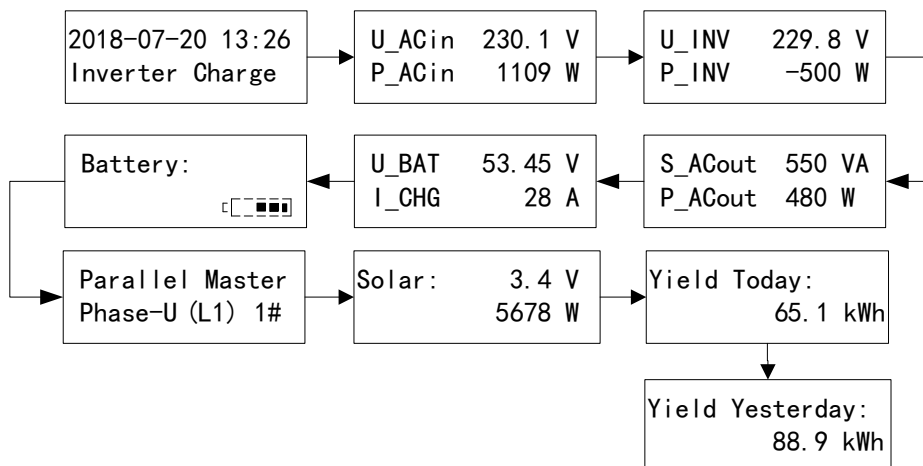 2018-07-20 13:26
Inverter Charge
U_ACin 230.1 V
P_ACin 1109 W
U_INV 229.8 V
P_INV -500 W
S_ACout 550 VA
P_ACout 480 W
U_BAT 53.45 V
I_CHG 28 A
Battery:
Parallel Master
Phase-U (L1) 1#
Solar: 3.4 V
5678 W
Yield Today:
65.1 kWh
Yield Yesterday:
88.9 kWh